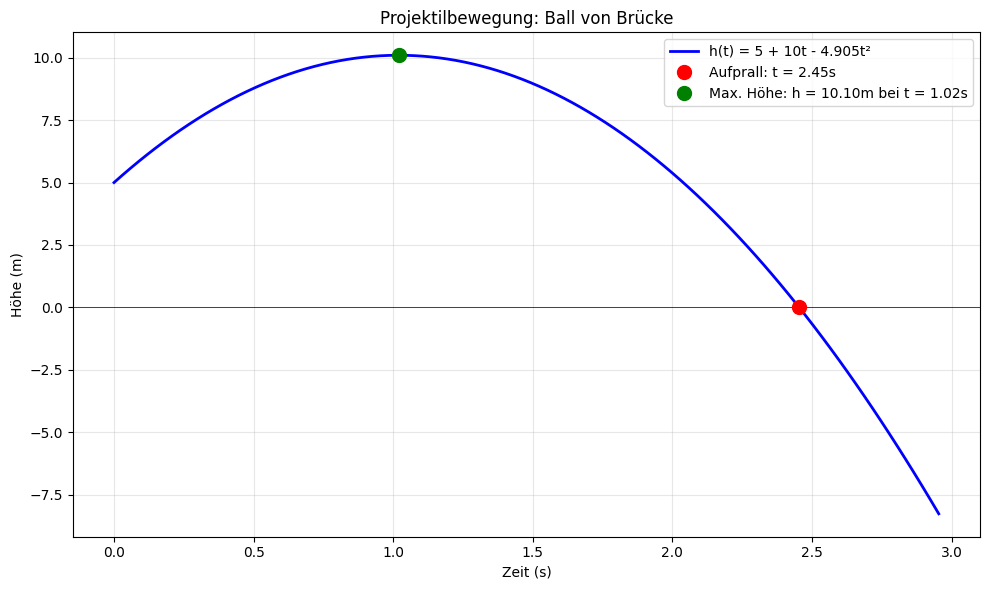 Projektilbewegung: Ball von Brücke
h(t) = 5 + 10t - 4.905t²
Aufprall: t = 2.45s
Max. Höhe: h = 10.10m bei t = 1.02s
Höhe (m)
10.0
7.5
5.0
2.5
0.0
−2.5
−5.0
−7.5
0.0 0.5 1.0 1.5 2.0 2.5 3.0
Zeit (s)